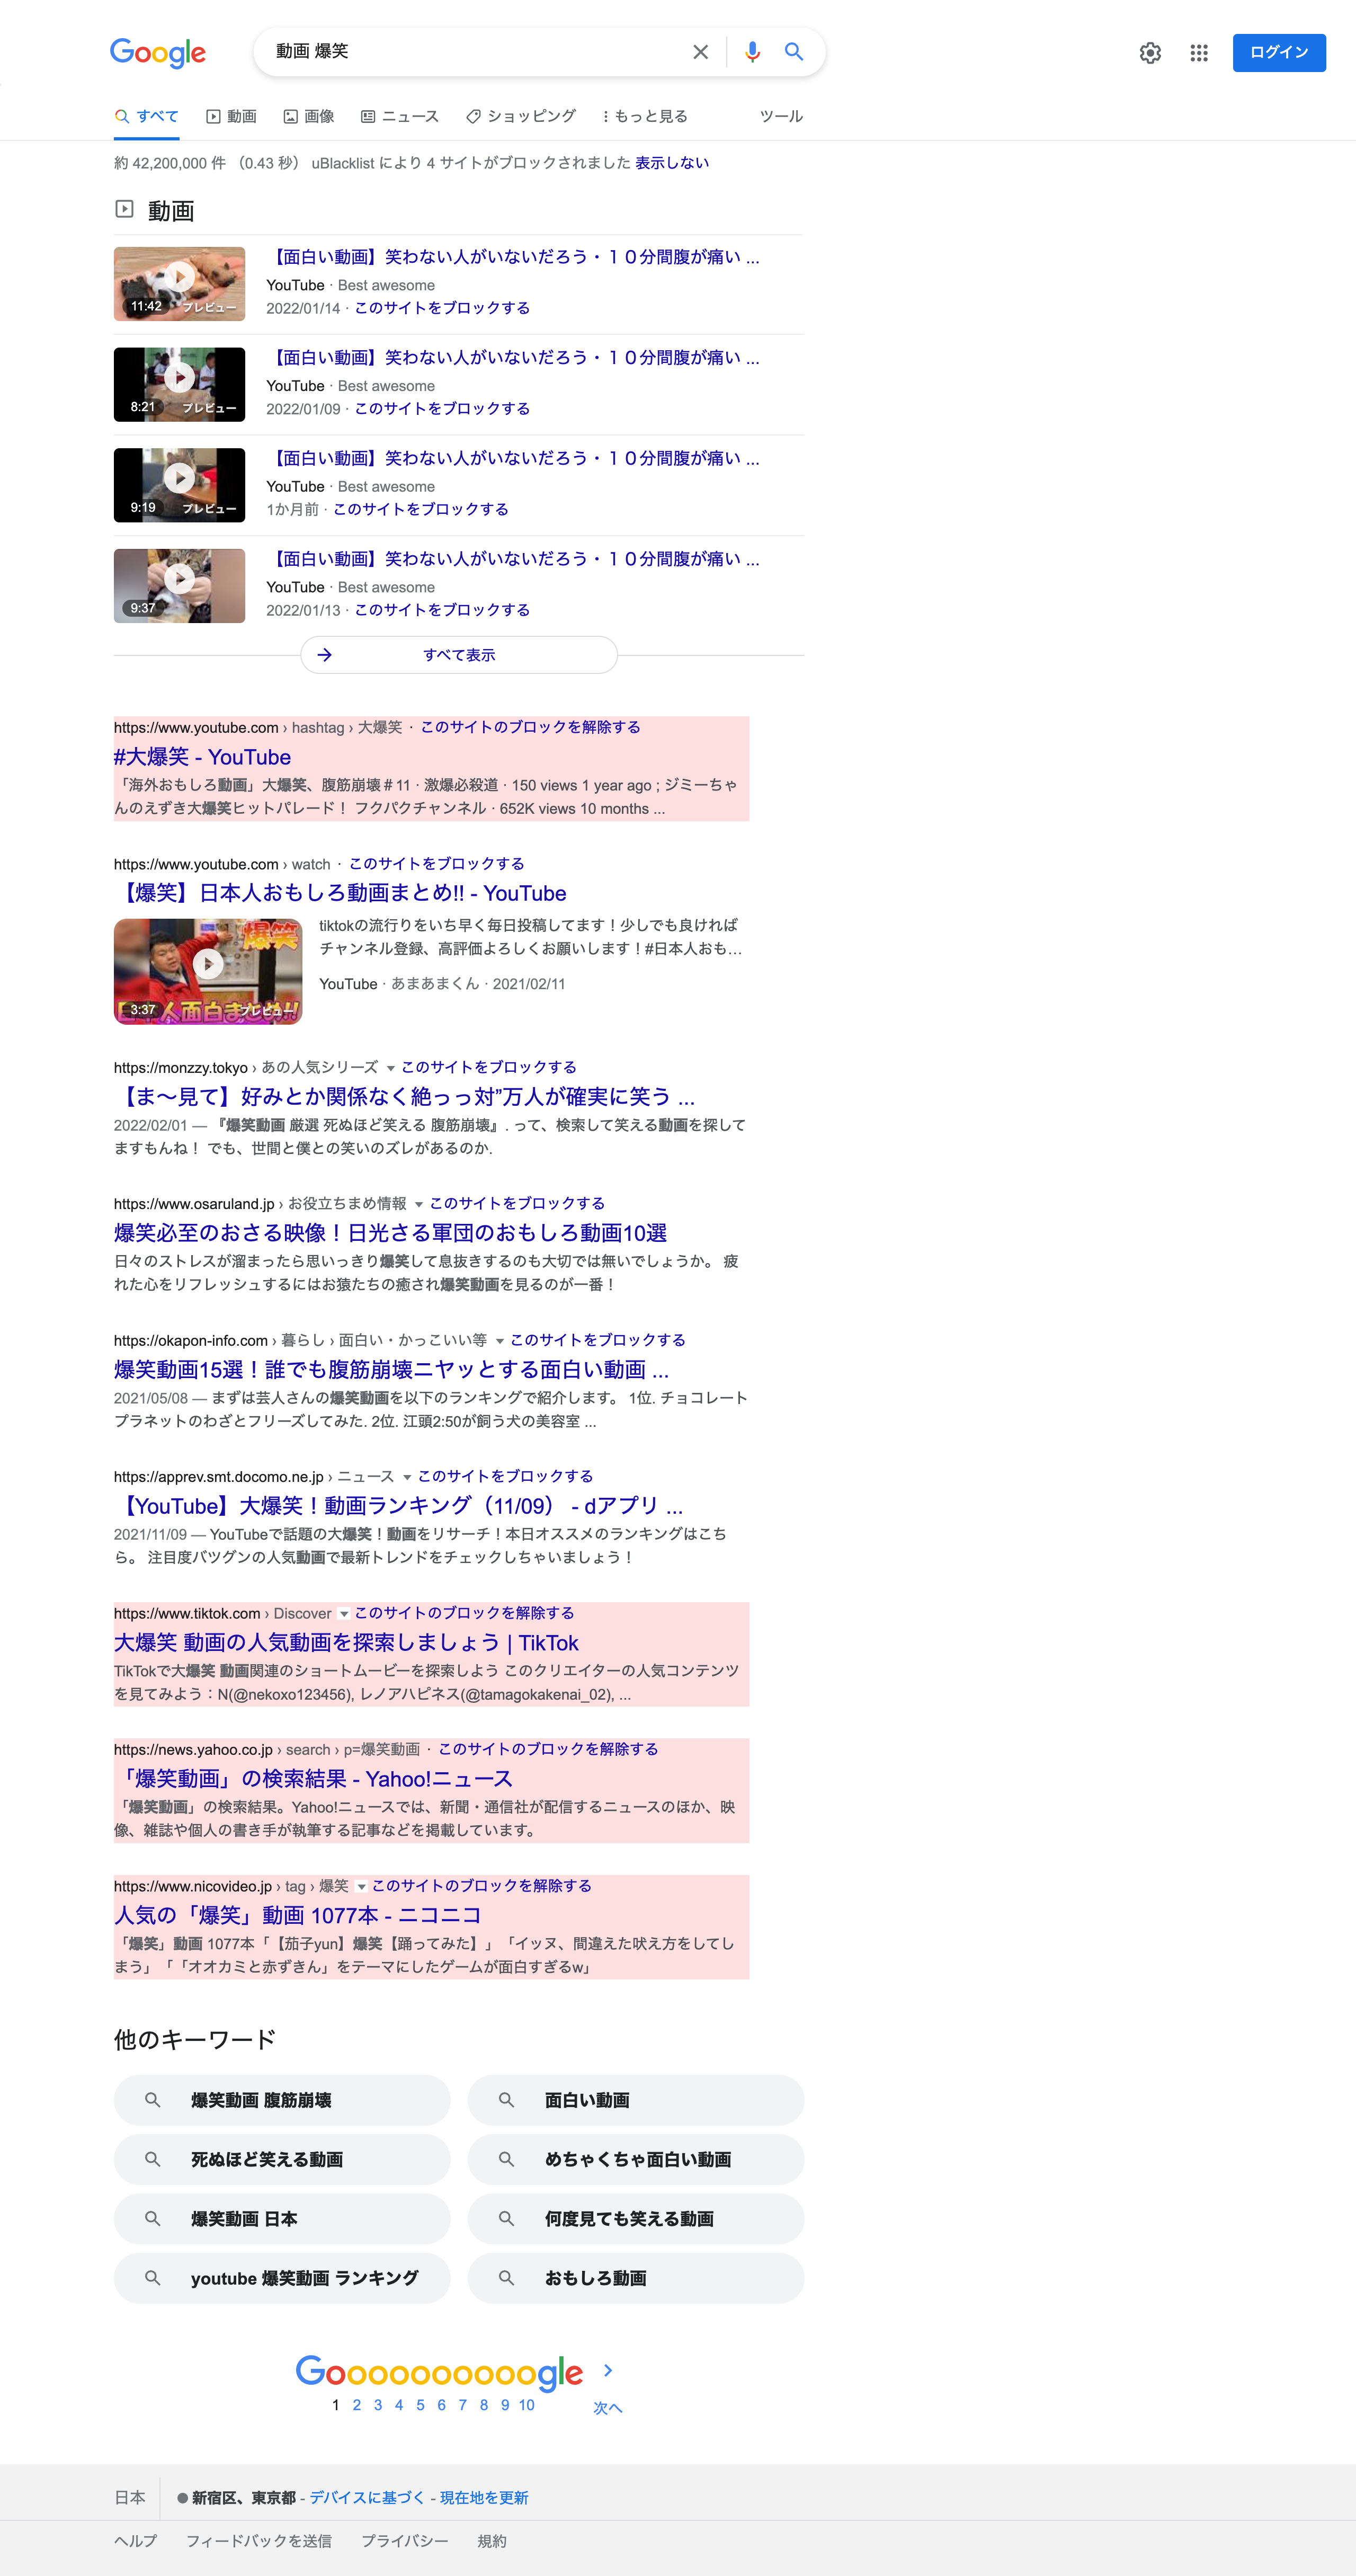 Google
動画 爆笑
ログイン
すべて 動画 画像 ニュース ショッピング もっと見る ツール
約 42,200,000 件 （0.43 秒） uBlacklist により 4 サイトがブロックされました 表示しない
動画
【面白い動画】笑わない人がいないだろう・１０分間腹が痛い ...
YouTube · Best awesome
11:42 プレビュー
2022/01/14 · このサイトをブロックする
【面白い動画】笑わない人がいないだろう・１０分間腹が痛い ...
YouTube · Best awesome
8:21 プレビュー
2022/01/09 · このサイトをブロックする
【面白い動画】笑わない人がいないだろう・１０分間腹が痛い ...
YouTube · Best awesome
9:19 プレビュー
1か月前 · このサイトをブロックする
【面白い動画】笑わない人がいないだろう・１０分間腹が痛い ...
YouTube · Best awesome
9:37
2022/01/13 · このサイトをブロックする
すべて表示
https://www.youtube.com › hashtag › 大爆笑 · このサイトのブロックを解除する
#大爆笑 - YouTube
「海外おもしろ動画」大爆笑、腹筋崩壊＃11 · 激爆必殺道 · 150 views 1 year ago ; ジミーちゃ
んのえずき大爆笑ヒットパレード！ フクパクチャンネル · 652K views 10 months ...
https://www.youtube.com › watch · このサイトをブロックする
【爆笑】日本人おもしろ動画まとめ!! - YouTube
爆笑
tiktokの流行りをいち早く毎日投稿してます！少しでも良ければ
チャンネル登録、高評価よろしくお願いします！#日本人おも...
YouTube · あまあまくん · 2021/02/11
3:37 プレビュー
https://monzzy.tokyo › あの人気シリーズ このサイトをブロックする
【ま〜見て】好みとか関係なく絶っっ対”万人が確実に笑う ...
2022/02/01 — 『爆笑動画 厳選 死ぬほど笑える 腹筋崩壊』. って、検索して笑える動画を探して
ますもんね！ でも、世間と僕との笑いのズレがあるのか.
https://www.osaruland.jp › お役立ちまめ情報 このサイトをブロックする
爆笑必至のおさる映像！日光さる軍団のおもしろ動画10選
日々のストレスが溜まったら思いっきり爆笑して息抜きするのも大切では無いでしょうか。 疲
れた心をリフレッシュするにはお猿たちの癒され爆笑動画を見るのが一番！
https://okapon-info.com › 暮らし › 面白い・かっこいい等 このサイトをブロックする
爆笑動画15選！誰でも腹筋崩壊ニヤッとする面白い動画 ...
2021/05/08 — まずは芸人さんの爆笑動画を以下のランキングで紹介します。 1位. チョコレート
プラネットのわざとフリーズしてみた. 2位. 江頭2:50が飼う犬の美容室 ...
https://apprev.smt.docomo.ne.jp › ニュース このサイトをブロックする
【YouTube】大爆笑！動画ランキング（11/09） - dアプリ ...
2021/11/09 — YouTubeで話題の大爆笑！動画をリサーチ！本日オススメのランキングはこち
ら。 注目度バツグンの人気動画で最新トレンドをチェックしちゃいましょう！
https://www.tiktok.com › Discover このサイトのブロックを解除する
大爆笑 動画の人気動画を探索しましょう | TikTok
TikTokで大爆笑 動画関連のショートムービーを探索しよう このクリエイターの人気コンテンツ
を見てみよう：N(@nekoxo123456), レノアハピネス(@tamagokakenai_02), ...
https://news.yahoo.co.jp › search › p=爆笑動画 · このサイトのブロックを解除する
「爆笑動画」の検索結果 - Yahoo!ニュース
「爆笑動画」の検索結果。Yahoo!ニュースでは、新聞・通信社が配信するニュースのほか、映
像、雑誌や個人の書き手が執筆する記事などを掲載しています。
https://www.nicovideo.jp › tag › 爆笑 このサイトのブロックを解除する
人気の「爆笑」動画 1077本 - ニコニコ
「爆笑」動画 1077本「【茄子yun】爆笑【踊ってみた】」「イッヌ、間違えた吠え方をしてし
まう」「「オオカミと赤ずきん」をテーマにしたゲームが面白すぎるw」
他のキーワード
爆笑動画 腹筋崩壊 面白い動画
死ぬほど笑える動画 めちゃくちゃ面白い動画
爆笑動画 日本 何度見ても笑える動画
youtube 爆笑動画 ランキング おもしろ動画
Goooooooooogle
1 2 3 4 5 6 7 8 9 10 次へ
日本 新宿区、東京都 - デバイスに基づく - 現在地を更新
ヘルプ フィードバックを送信 プライバシー 規約